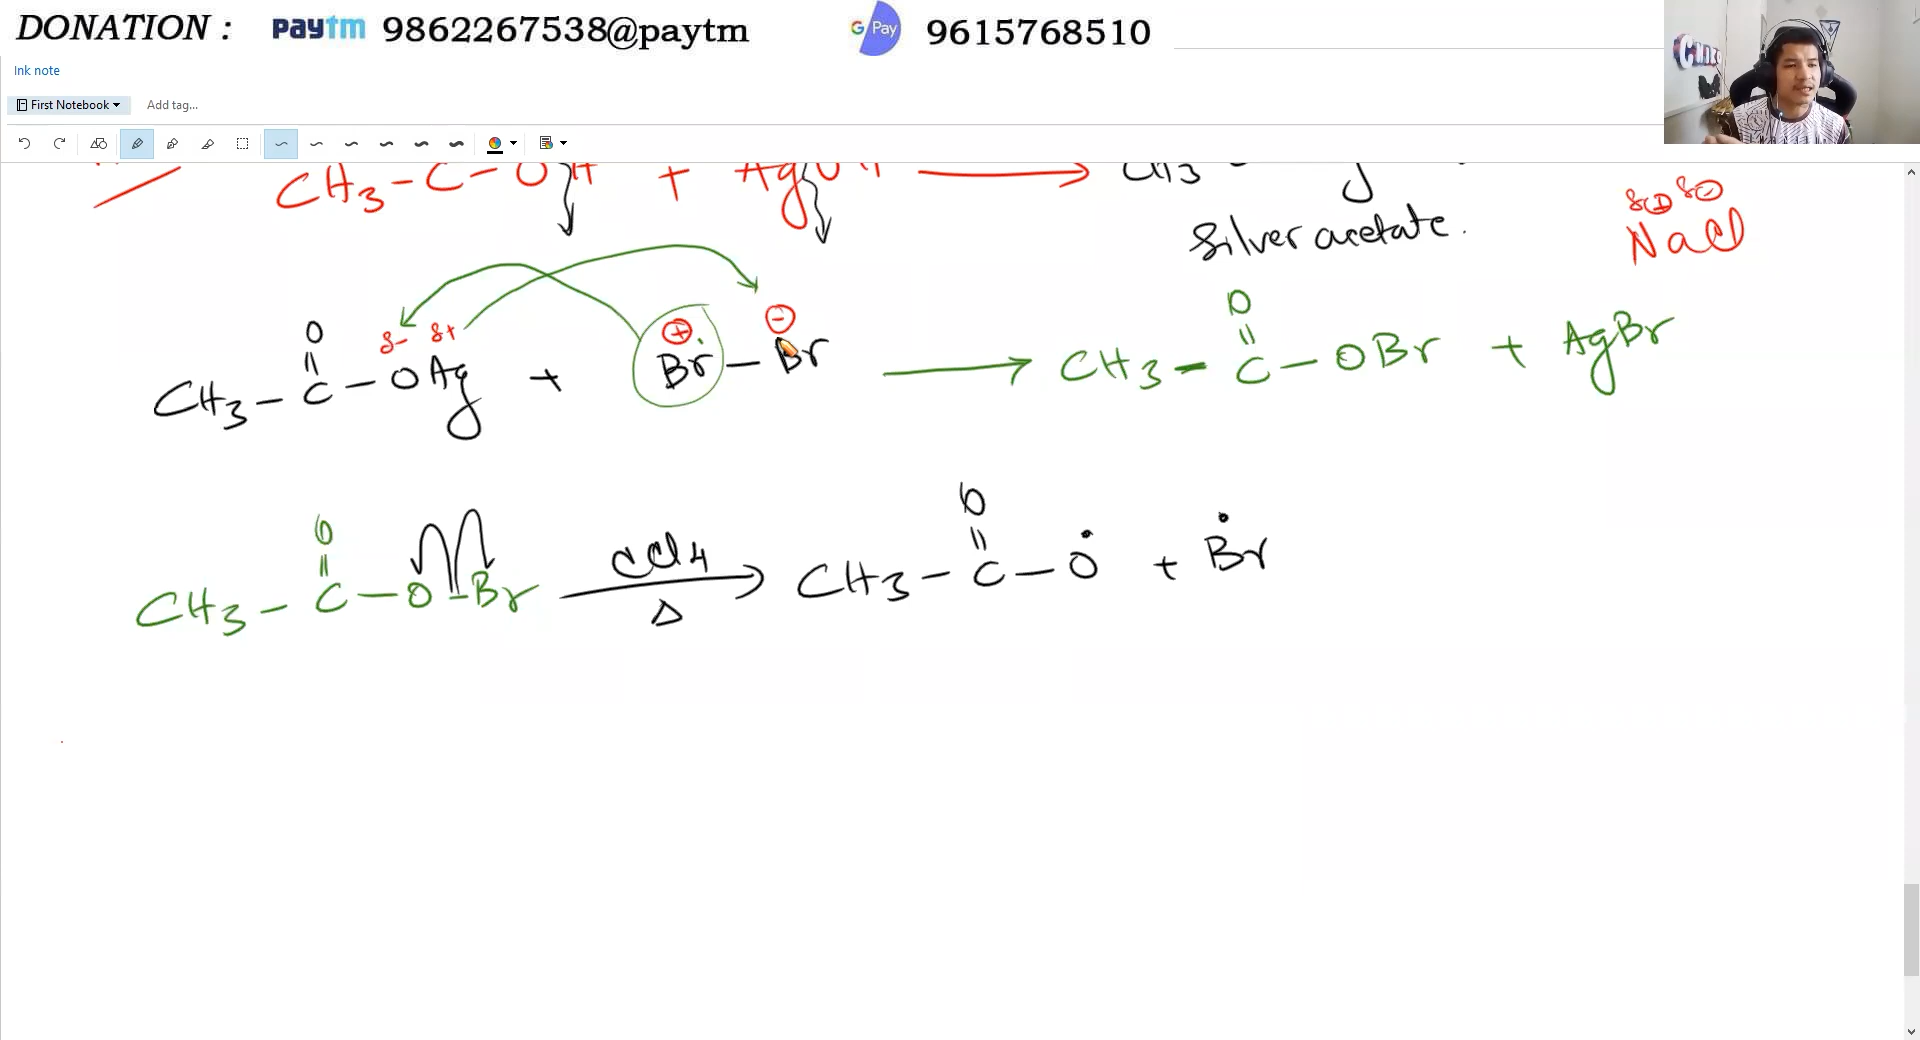 DONATION : Paytm 9862267538@paytm G Pay 9615768510
Ink note
First Notebook Add tag...
CH3-C-OH + AgOH ⟶ CH3
δ⊕ δ⊖
NaCl
Silver acetate.
O δ- δ+ ⊕ ⊖ O
|| ||
CH3 - C - OAg + Br - Br ⟶ CH3 - C - OBr + AgBr
O O
|| CCl4 ||
CH3 - C - O - Br ⟶ CH3 - C - O• + Br•
Δ